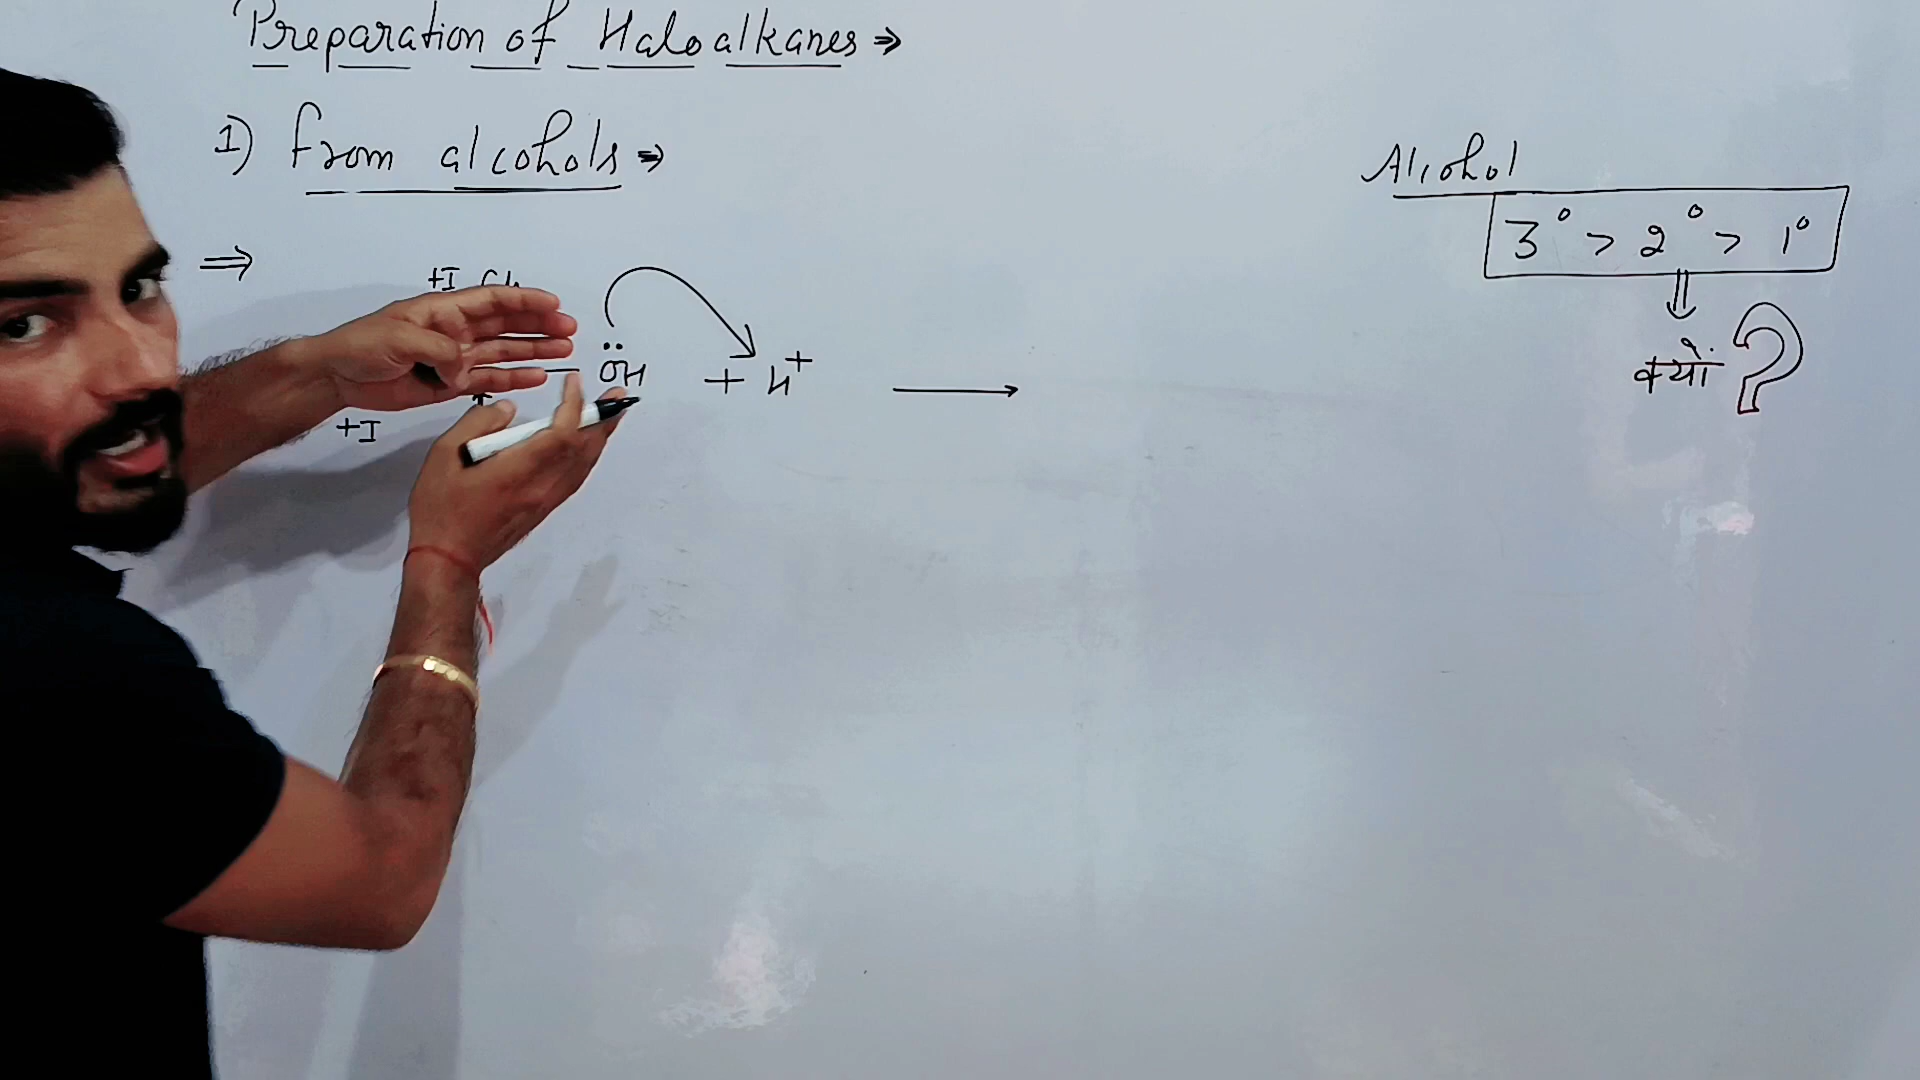 Preparation of Haloalkanes ⇒
1) from alcohols ⇒
Alcohol
3° > 2° > 1°
⇒
+I
ÖH + H⁺ ⟶
क्यों ?
+I